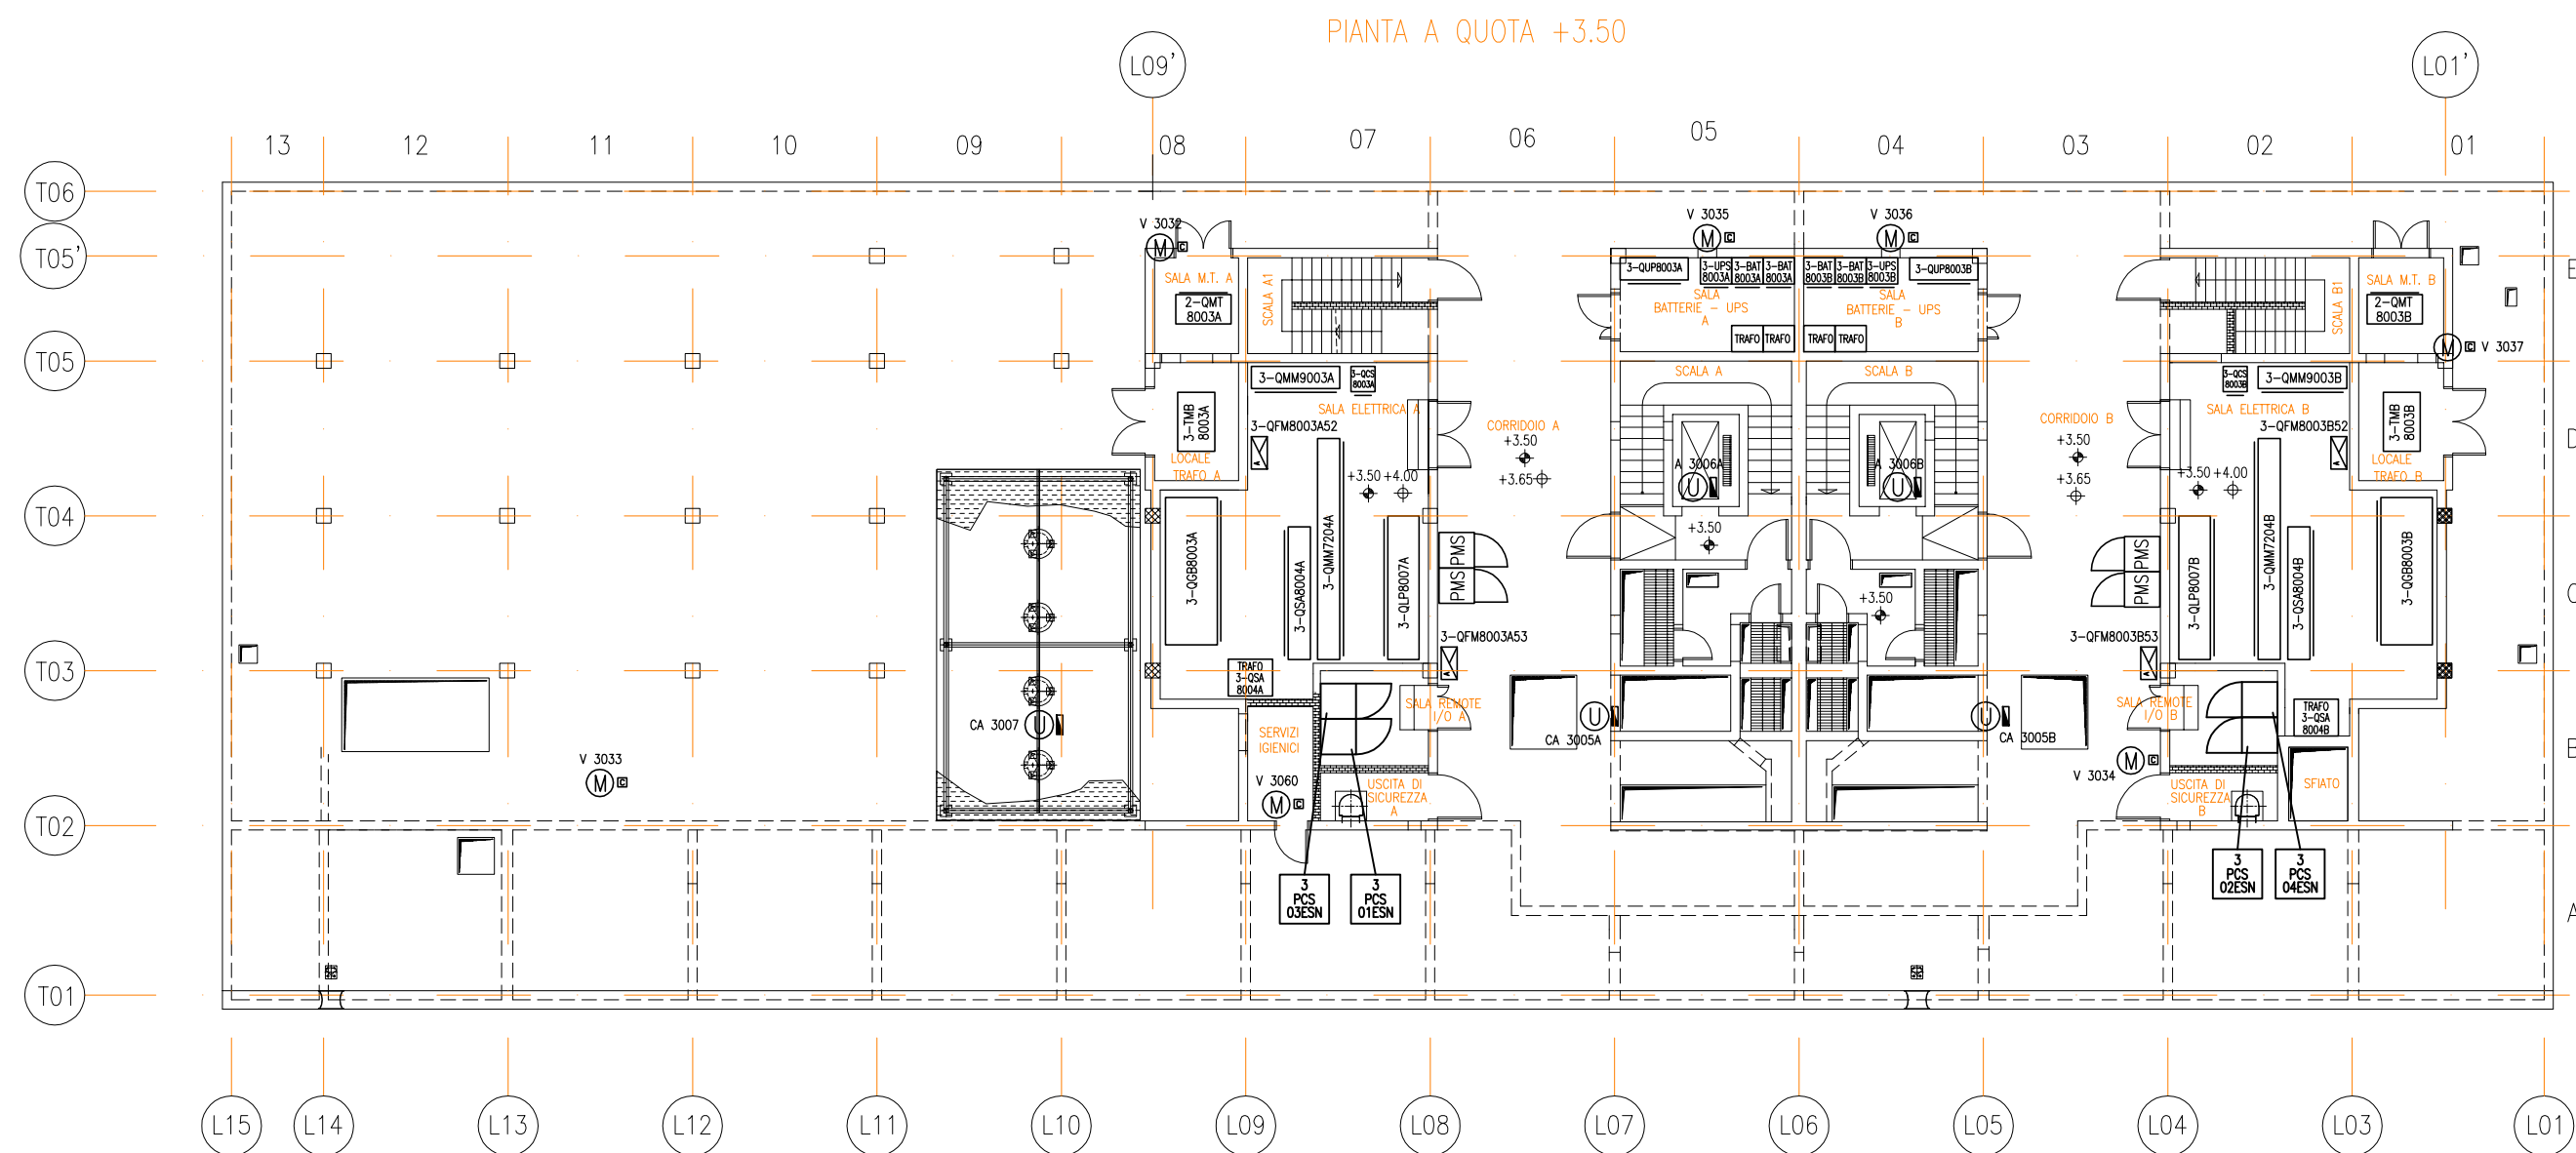 PIANTA A QUOTA +3.50
L09'
L01'
13
12
11
10
09
08
07
06
05
04
03
02
01
T06
T05'
T05
T04
T03
T02
T01
E
D
B
V 3032
V 3035
V 3036
V 3037
M
C
M
C
M
C
M
C
SALA M.T. A
2-QMT
8003A
SCALA A1
3-QUP8003A
3-UPS
8003A
3-BAT
8003A
3-BAT
8003A
3-BAT
8003B
3-BAT
8003B
3-UPS
8003B
3-QUP8003B
SALA
BATTERIE - UPS
A
SALA
BATTERIE - UPS
B
TRAFO
TRAFO
TRAFO
TRAFO
SCALA B1
SALA M.T. B
2-QMT
8003B
3-QMM9003A
3-QCS
8003A
SCALA A
SCALA B
3-QCS
8003B
3-QMM9003B
3-TMB
8003A
SALA ELETTRICA A
3-QFM8003A52
LOCALE
TRAFO A
CORRIDOIO A
+3.50
+3.65
+3.50
+4.00
A 3006A
U
A 3006B
U
+3.50
CORRIDOIO B
+3.50
+3.65
SALA ELETTRICA B
3-QFM8003B52
+3.50
+4.00
3-TMB
8003B
LOCALE
TRAFO B
3-QGB8003A
3-QSA8004A
3-QMM7204A
3-QLP8007A
PMS
PMS
PMS
PMS
3-QLP8007B
3-QMM7204B
3-QSA8004B
3-QGB8003B
+3.50
3-QFM8003A53
3-QFM8003B53
TRAFO
3-QSA
8004A
SALA REMOTE
I/O A
SALA REMOTE
I/O B
TRAFO
3-QSA
8004B
CA 3007
U
SERVIZI
IGIENICI
U
CA 3005A
U
CA 3005B
V 3033
M
C
V 3060
M
C
USCITA DI
SICUREZZA
A
V 3034
M
C
USCITA DI
SICUREZZA
B
SFIATO
3
PCS
03ESN
3
PCS
01ESN
3
PCS
02ESN
3
PCS
04ESN
L15
L14
L13
L12
L11
L10
L09
L08
L07
L06
L05
L04
L03
L01